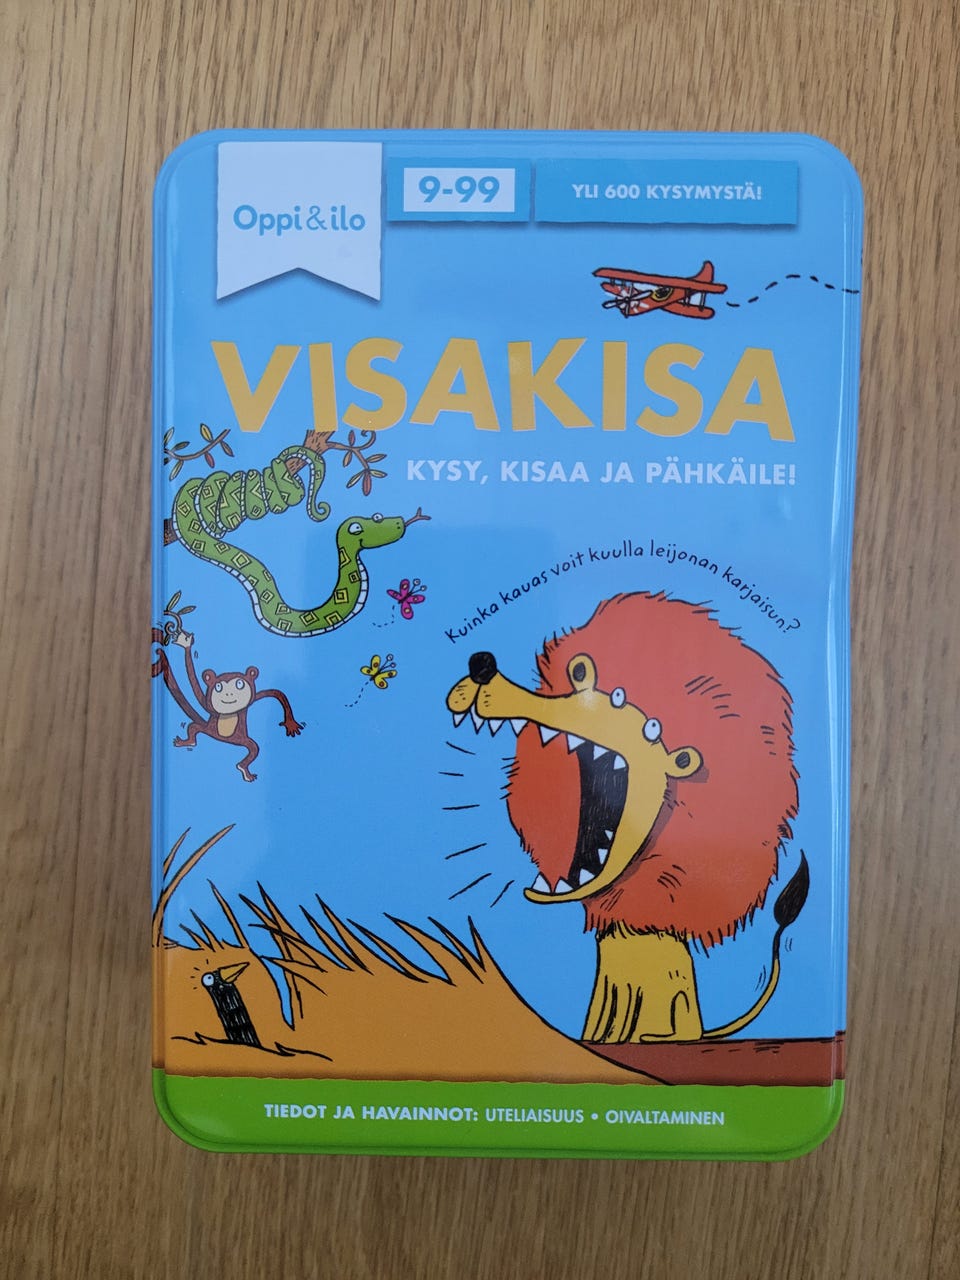 Oppi&ilo
9-99
YLI 600 KYSYMYSTÄ!
VISAKISA
KYSY, KISAA JA PÄHKÄILE!
Kuinka kauas voit kuulla leijonan karjaisun?
TIEDOT JA HAVAINNOT: UTELIAISUUS • OIVALTAMINEN